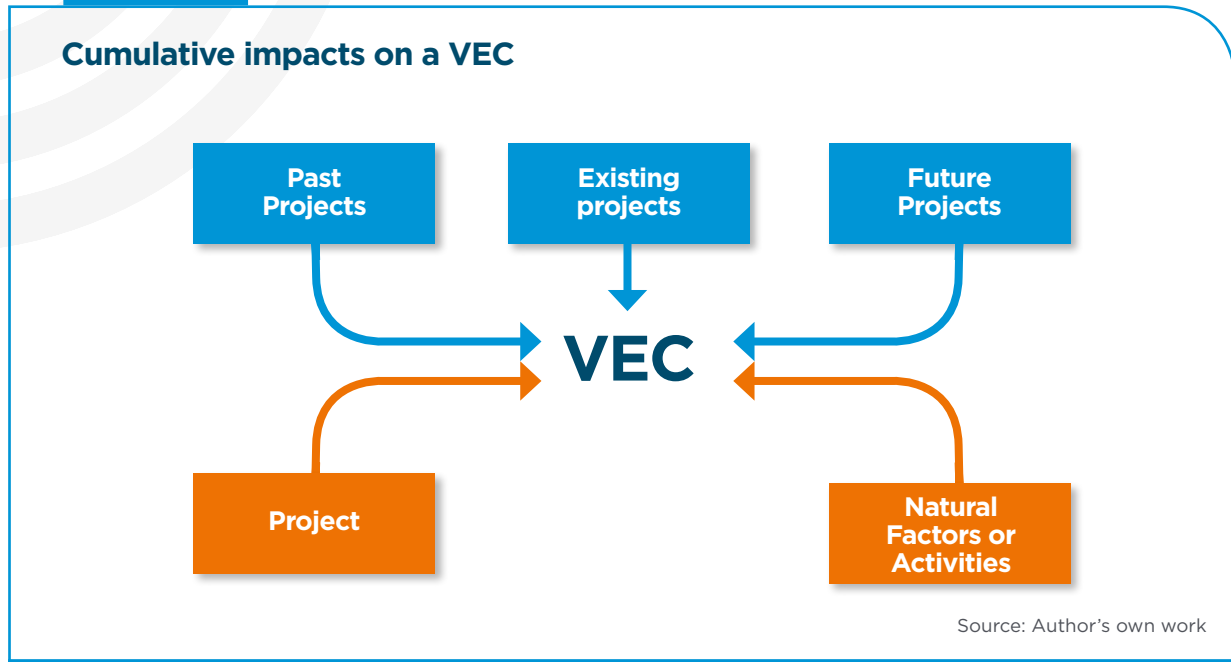 Cumulative impacts on a VEC
Past
Projects
Existing
projects
Future
Projects
VEC
Project
Natural
Factors or
Activities
Source: Author’s own work